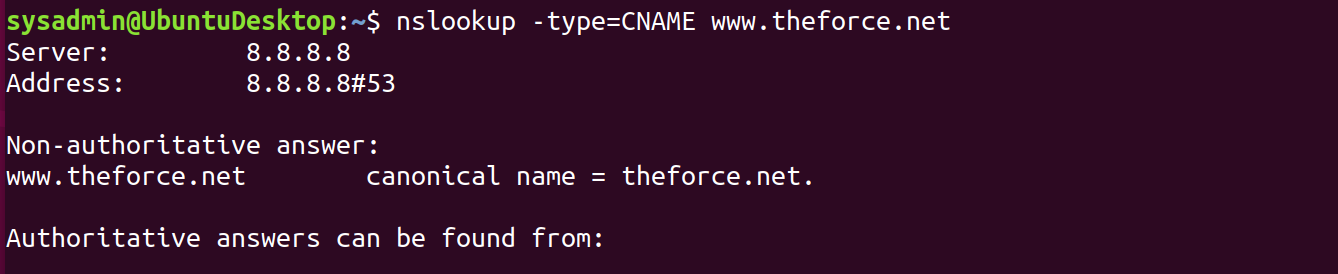 sysadmin@UbuntuDesktop:~$ nslookup -type=CNAME www.theforce.net
Server:		8.8.8.8
Address:	8.8.8.8#53

Non-authoritative answer:
www.theforce.net	canonical name = theforce.net.

Authoritative answers can be found from: